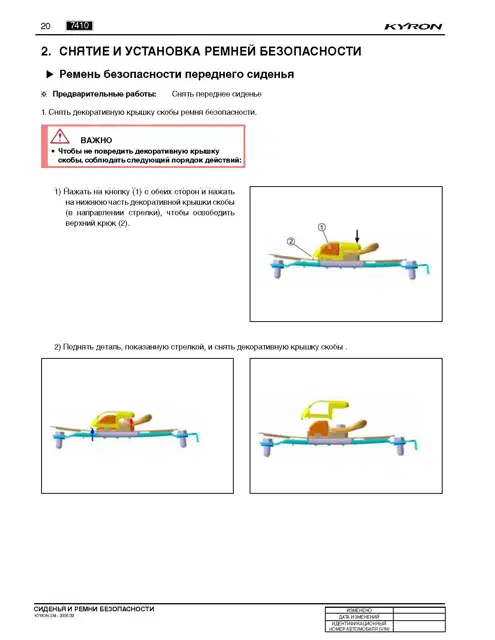 20 7410 KYRON
2. СНЯТИЕ И УСТАНОВКА РЕМНЕЙ БЕЗОПАСНОСТИ
▶ Ремень безопасности переднего сиденья
※ Предварительные работы: Снять переднее сиденье
1. Снять декоративную крышку скобы ремня безопасности.
ВАЖНО
• Чтобы не повредить декоративную крышку
скобы, соблюдать следующий порядок действий:
1) Нажать на кнопку (1) с обеих сторон и нажать
на нижнюю часть декоративной крышки скобы
(в направлении стрелки), чтобы освободить
верхний крюк (2).
1
2
2) Поднять деталь, показанную стрелкой, и снять декоративную крышку скобы .
СИДЕНЬЯ И РЕМНИ БЕЗОПАСНОСТИ
KYRON SM -
ИЗМЕНЕНО
ДАТА ИЗМЕНЕНИЙ
ИДЕНТИФИКАЦИОННЫЙ
НОМЕР АВТОМОБИЛЯ (VIN)